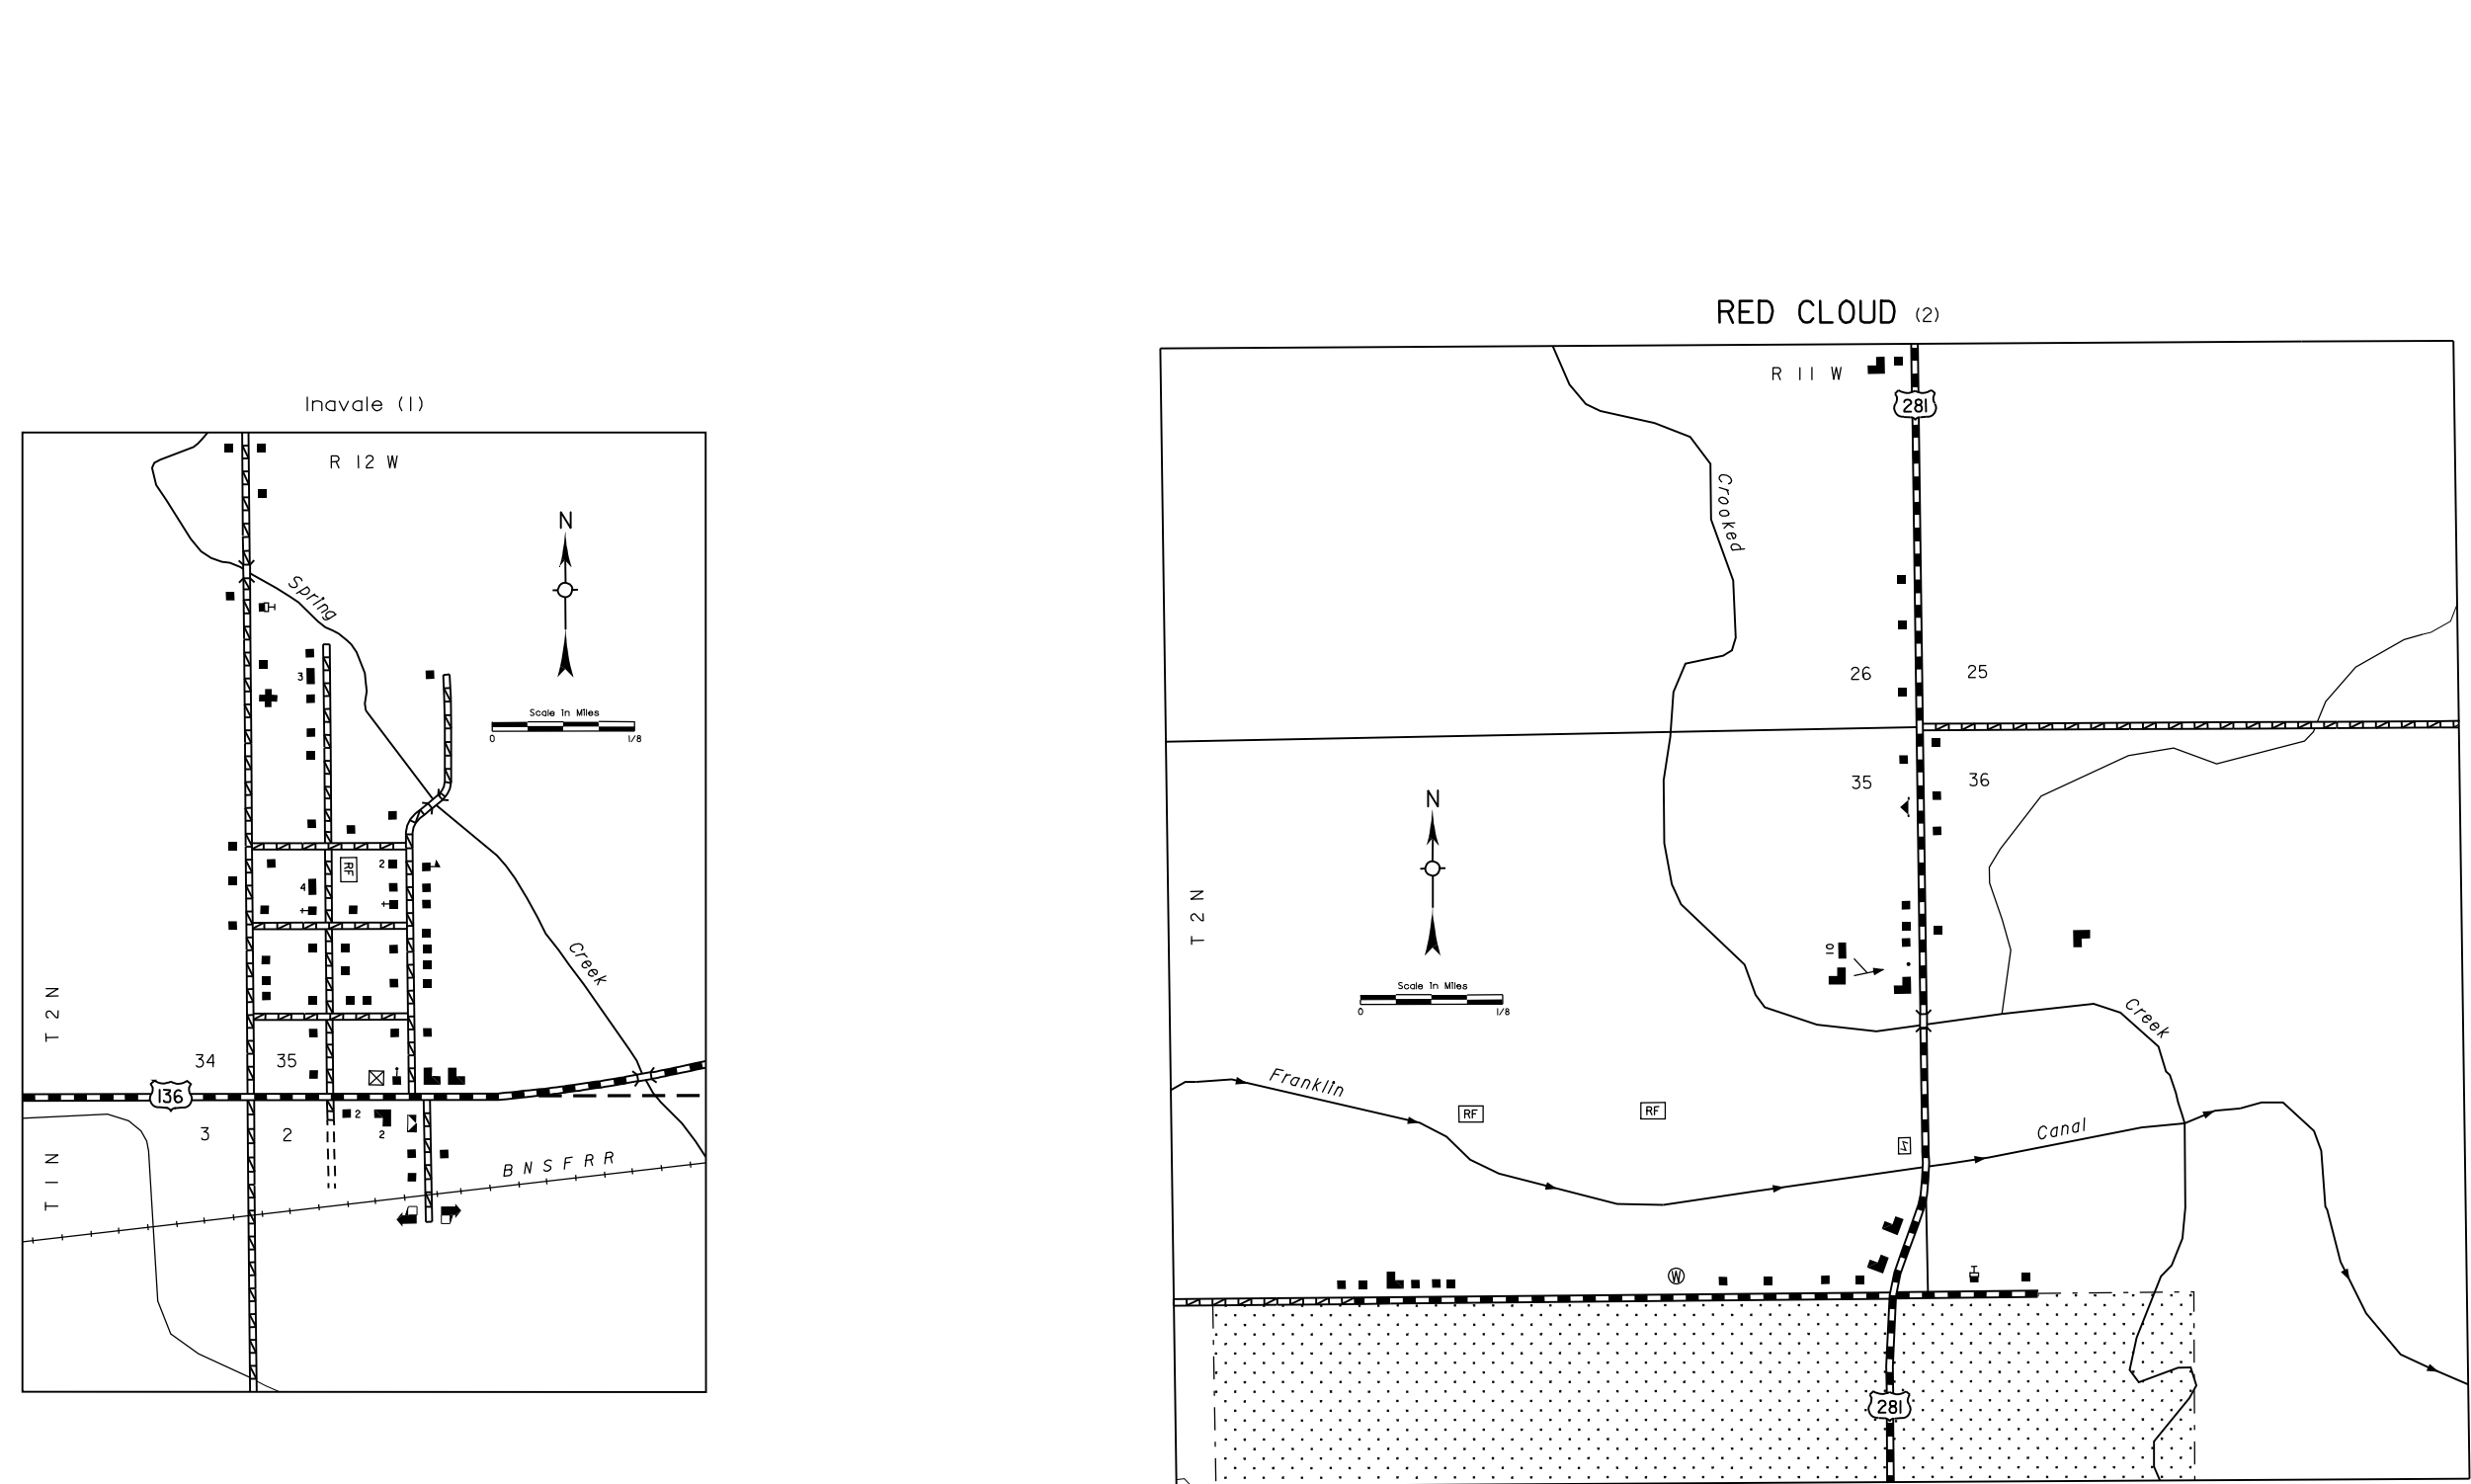 Inavale (1)
R 12 W
N
Spring
Scale in Miles
0 1/8
3
2
RF
4
Creek
T 2 N
34 35
136
2
3 2
2
T 1 N
B N S F R R
RED CLOUD (2)
R 11 W
281
Crooked
26 25
35 36
N
T 2 N
10
Scale in Miles
0 1/8
Creek
Franklin
RF
RF
Canal
W
281